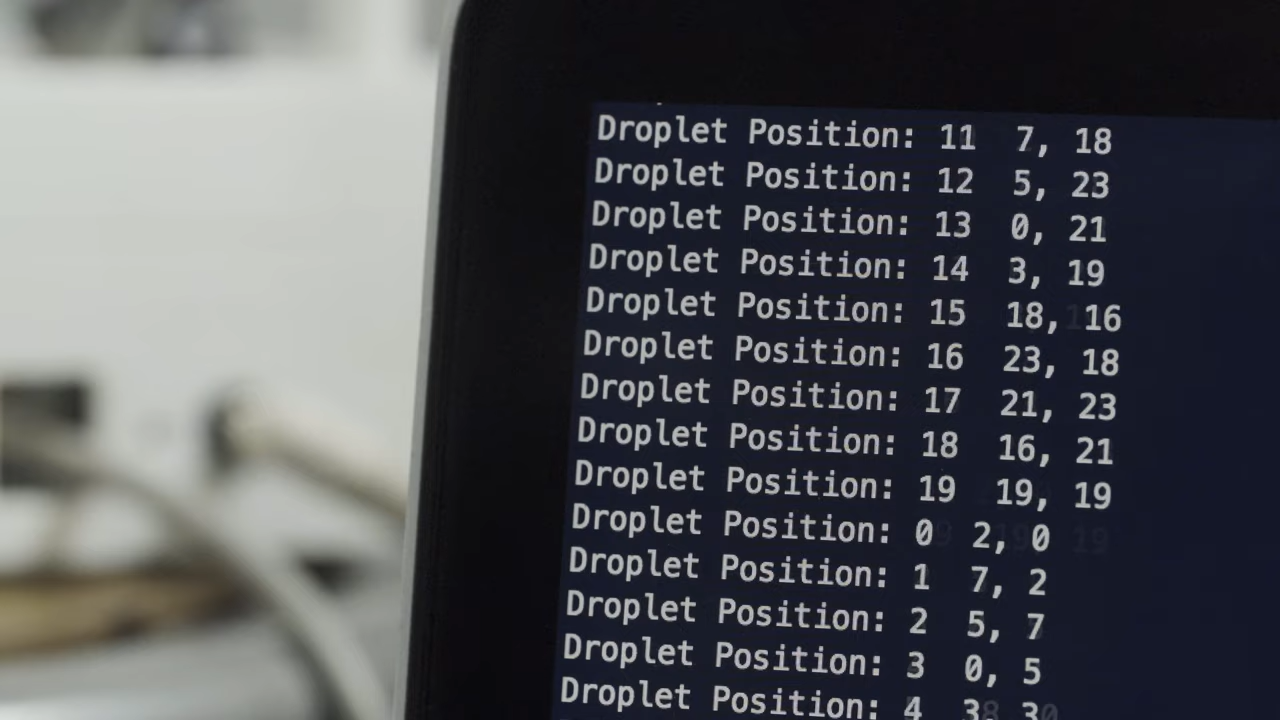 Droplet Position: 11  7, 18
Droplet Position: 12  5, 23
Droplet Position: 13  0, 21
Droplet Position: 14  3, 19
Droplet Position: 15  18, 16
Droplet Position: 16  23, 18
Droplet Position: 17  21, 23
Droplet Position: 18  16, 21
Droplet Position: 19  19, 19
Droplet Position: 0  2, 0
Droplet Position: 1  7, 2
Droplet Position: 2  5, 7
Droplet Position: 3  0, 5
Droplet Position: 4  3, 3